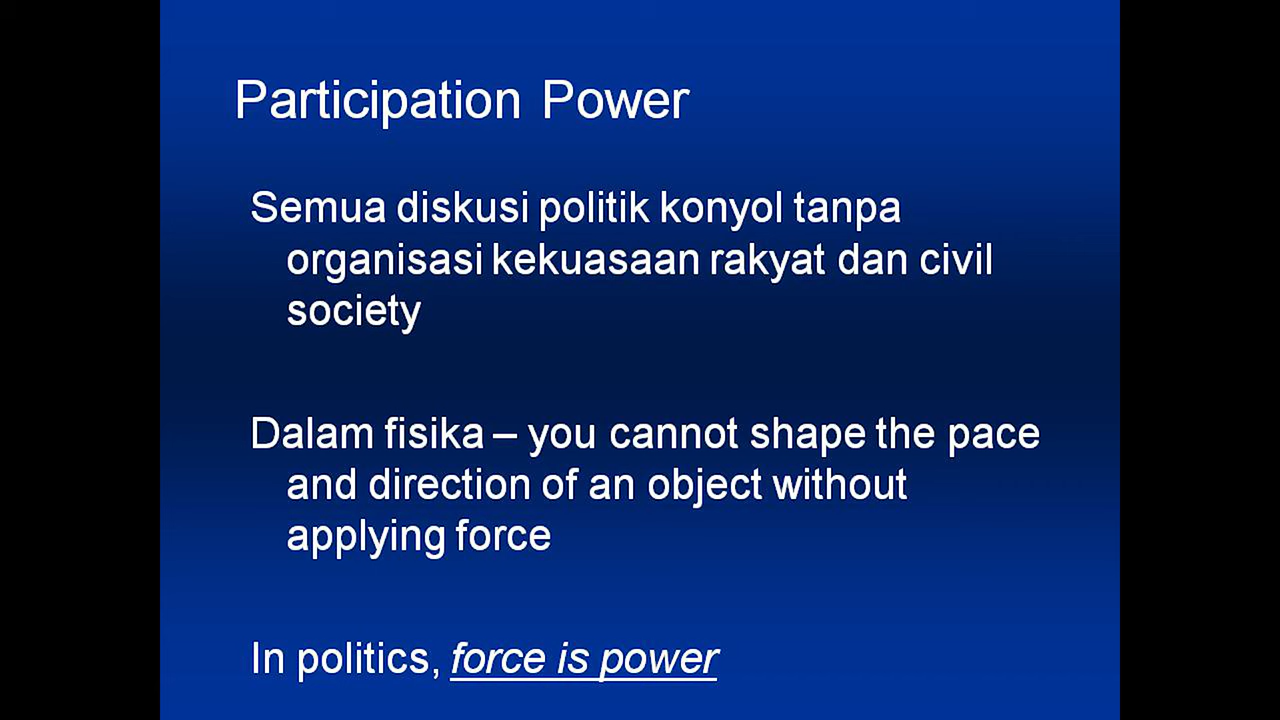 Participation Power
Semua diskusi politik konyol tanpa
organisasi kekuasaan rakyat dan civil
society
Dalam fisika – you cannot shape the pace
and direction of an object without
applying force
In politics, force is power